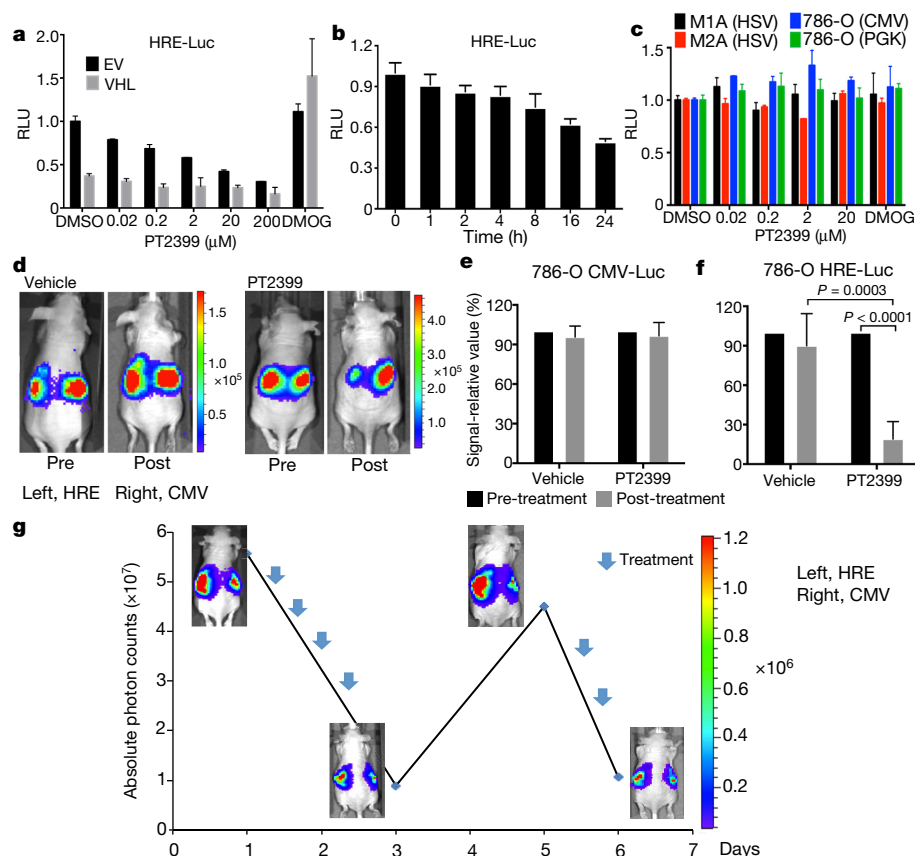 a
HRE-Luc
RLU
2.0
1.5
1.0
0.5
0
EV
VHL
DMSO 0.02 0.2 2 20 200 DMOG
PT2399 (μM)
b
HRE-Luc
RLU
1.2
0.9
0.6
0.3
0
0 1 2 4 8 16 24
Time (h)
c
M1A (HSV)
M2A (HSV)
786-O (CMV)
786-O (PGK)
RLU
1.5
1.0
0.5
0
DMSO 0.02 0.2 2 20 DMOG
PT2399 (μM)
d
Vehicle
PT2399
1.5
1.0
×10⁵
0.5
4.0
3.0
2.0
×10⁵
1.0
Pre
Post
Pre
Post
Left, HRE
Right, CMV
e
786-O CMV-Luc
Signal-relative value (%)
120
90
60
30
0
Vehicle
PT2399
f
786-O HRE-Luc
P = 0.0003
P < 0.0001
120
90
60
30
0
Vehicle
PT2399
Pre-treatment
Post-treatment
g
Absolute photon counts (×10⁷)
6
5
4
3
2
1
0
0 1 2 3 4 5 6 7
Days
Treatment
1.2
1.0
0.8
×10⁶
0.6
0.4
0.2
Left, HRE
Right, CMV